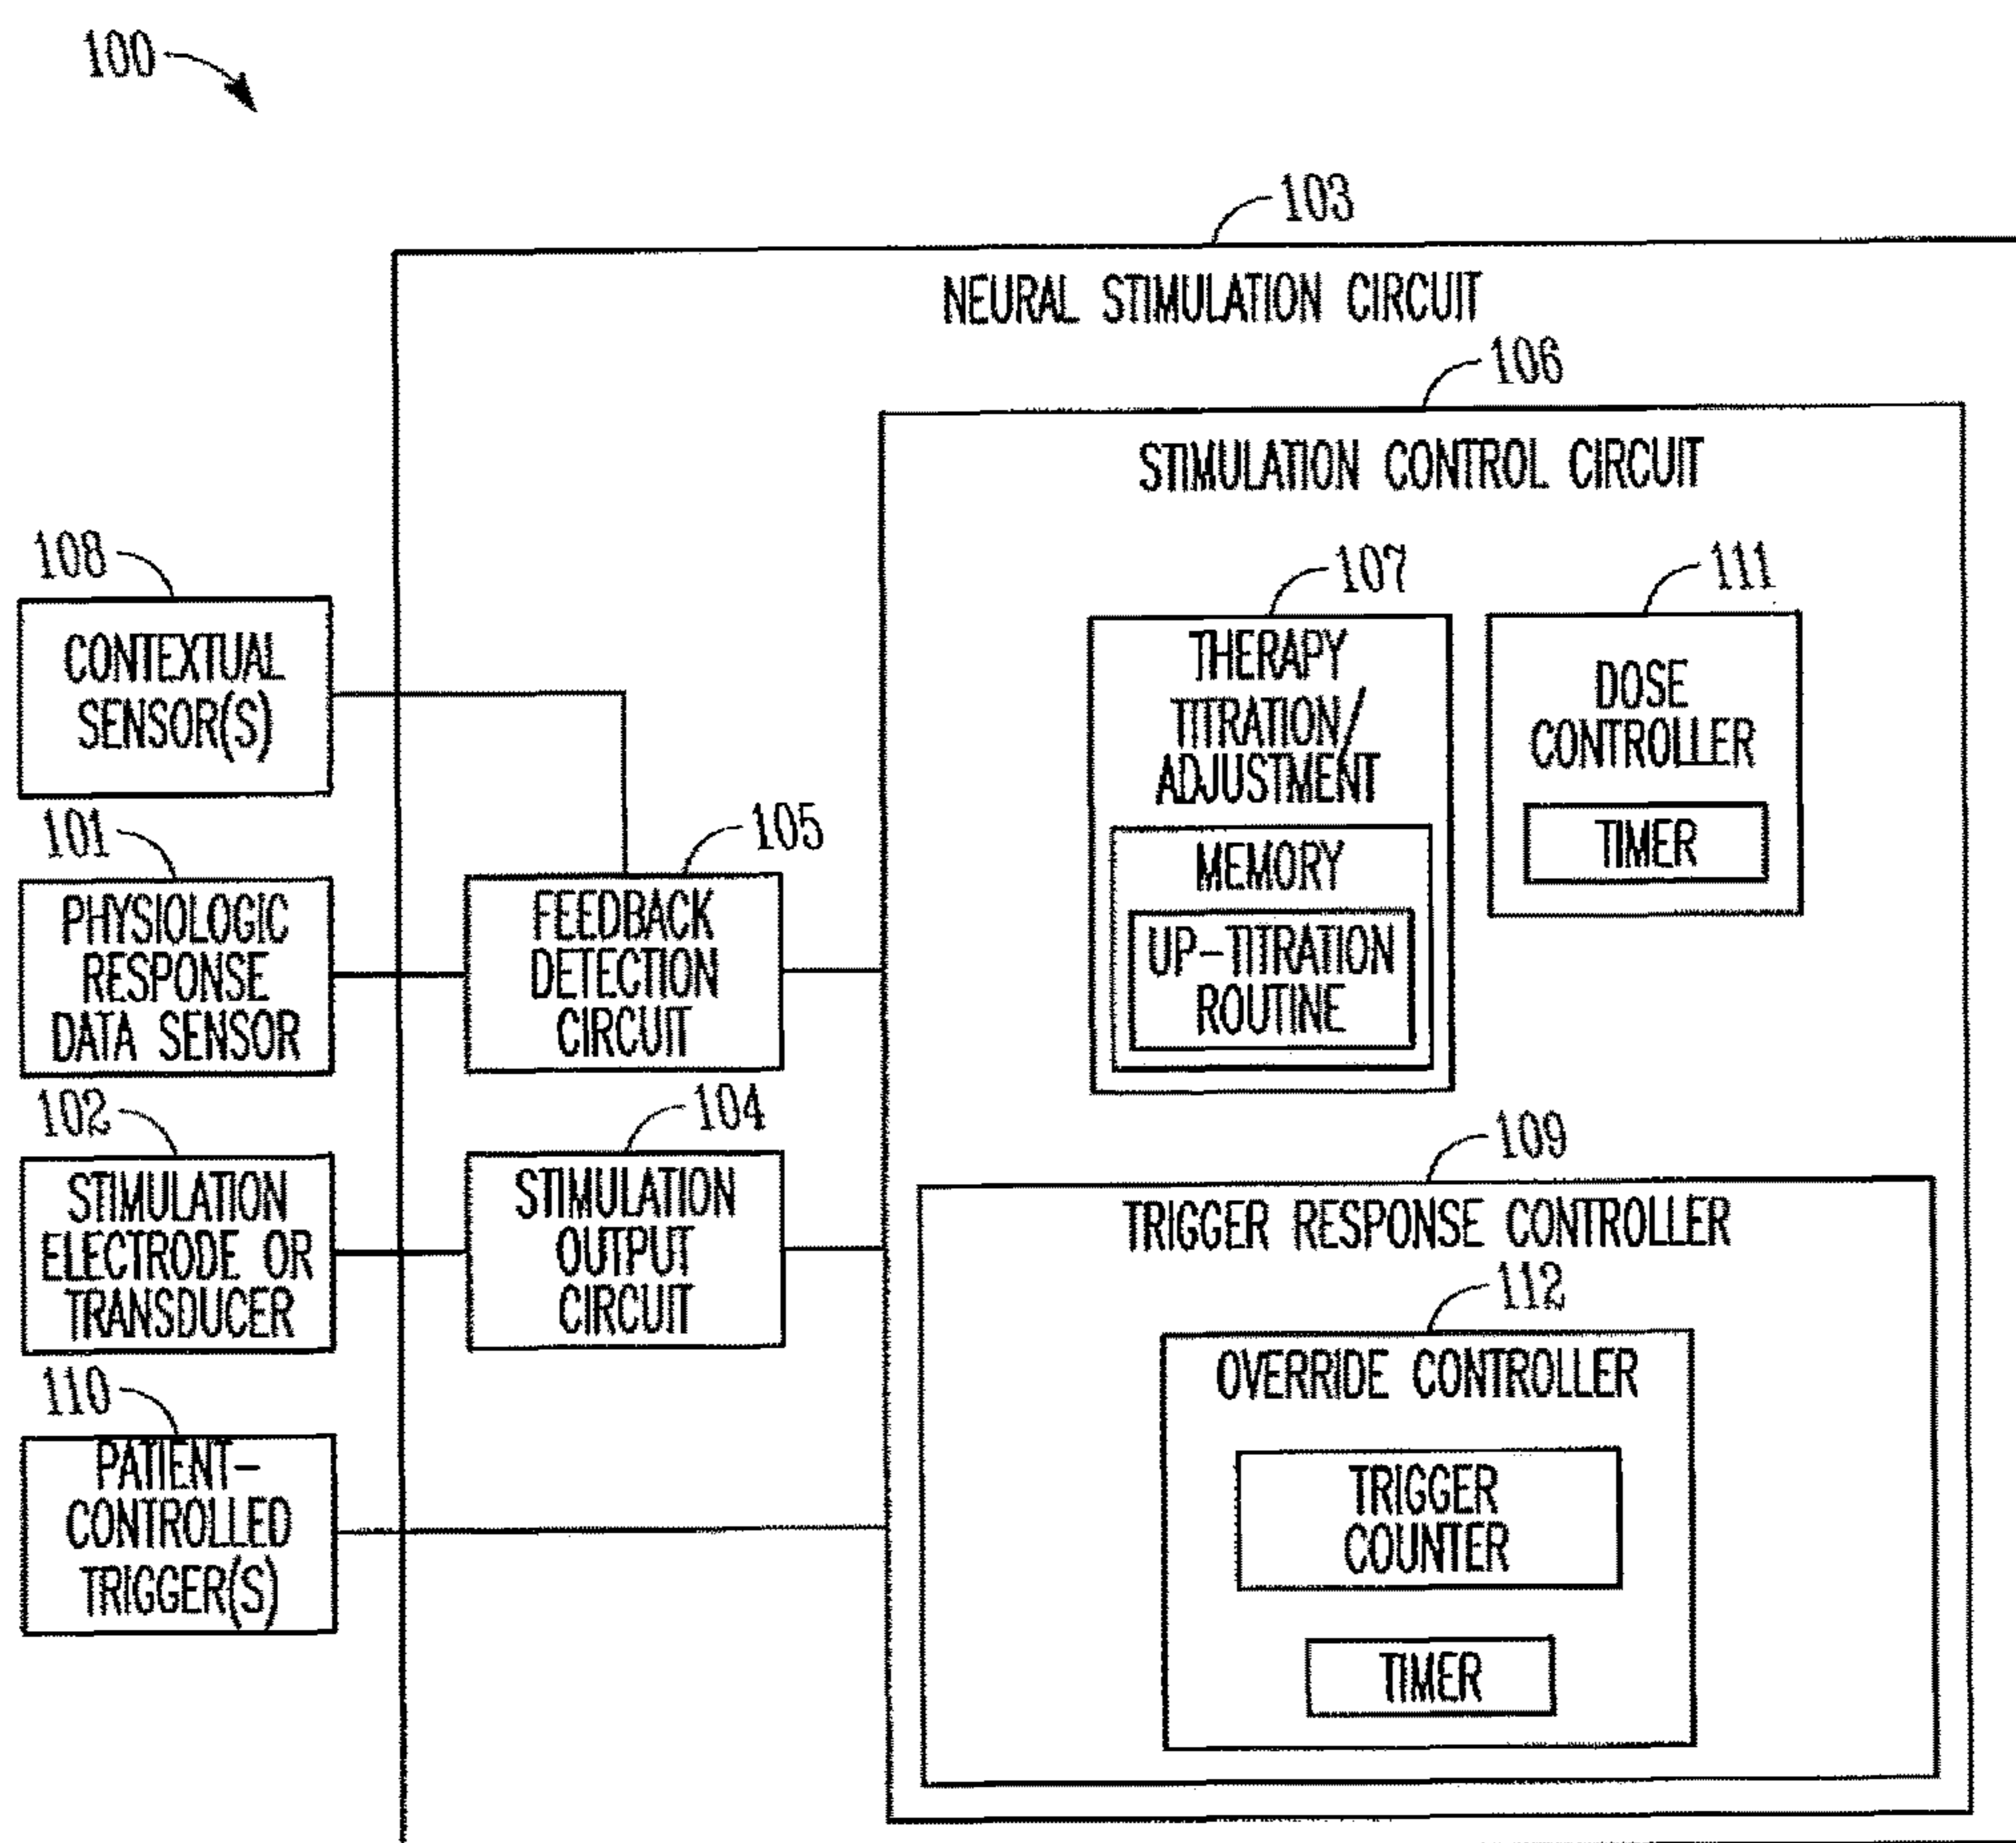 100
103
NEURAL STIMULATION CIRCUIT
106
STIMULATION CONTROL CIRCUIT
108
CONTEXTUAL
SENSOR(S)
101
PHYSIOLOGIC
RESPONSE
DATA SENSOR
102
STIMULATION
ELECTRODE OR
TRANSDUCER
110
PATIENT-
CONTROLLED
TRIGGER(S)
105
FEEDBACK
DETECTION
CIRCUIT
104
STIMULATION
OUTPUT
CIRCUIT
107
THERAPY
TITRATION/
ADJUSTMENT
MEMORY
UP-TITRATION
ROUTINE
111
DOSE
CONTROLLER
TIMER
109
TRIGGER RESPONSE CONTROLLER
112
OVERRIDE CONTROLLER
TRIGGER
COUNTER
TIMER